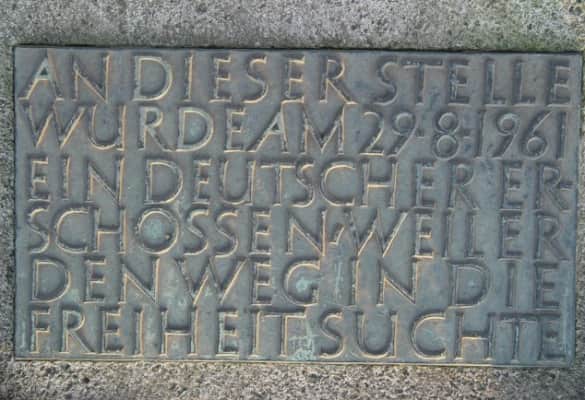 AN DIESER STELLE
WURDE AM 29·8·1961
EIN DEUTSCHER ER-
SCHOSSEN·WEIL ER
DEN WEG IN DIE
FREIHEIT SUCHTE